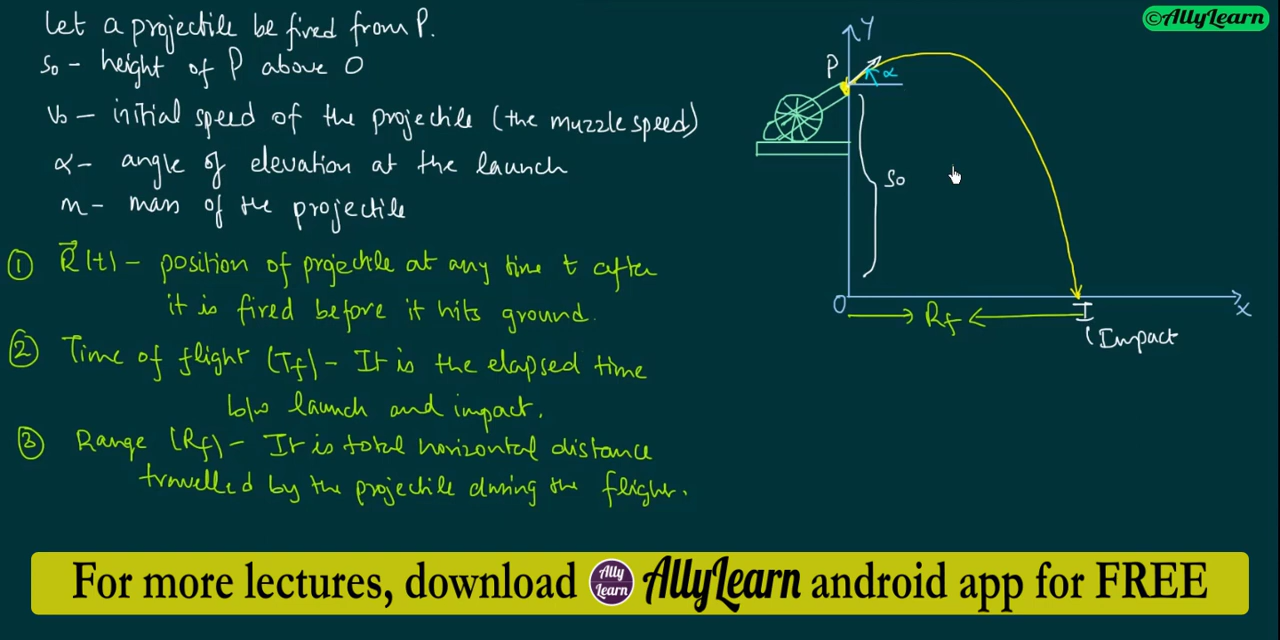 ©AllyLearn
Let a projectile be fired from P.
So - height of P above O
Vo - initial speed of the projectile (the muzzle speed)
α - angle of elevation at the launch
m - mass of the projectile
① R⃗(t) - position of projectile at any time t after
it is fired before it hits ground.
② Time of flight (Tf) - It is the elapsed time
b/w launch and impact.
③ Range (Rf) - It is total horizontal distance
travelled by the projectile during the flight.
Y
P
α
So
O
Rf
I
X
(Impact
For more lectures, download Ally Learn AllyLearn android app for FREE